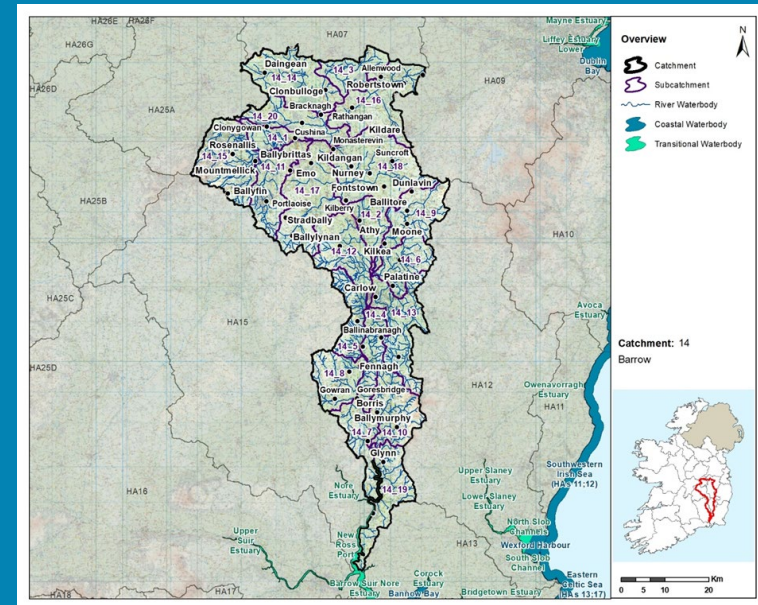 HA26E
HA26F
HA07
Mayne Estuary
Liffey Estuary
Lower
Dublin
Bay
HA26G
HA09
HA26D
HA25A
Daingean
14_14
14_3
Allenwood
Robertstown
Clonbulloge
14_16
Bracknagh
Rathangan
14_20
Clonygowan
Cushina
Kildare
14_1
Monasterevin
Rosenallis
14_15
Ballybrittas
Kildangan
Suncroft
14_11
Emo
Nurney
14_18
Mountmellick
14_17
Fontstown
Dunlavin
Ballyfin
Portlaoise
Kilberry
Ballitore
14_2
14_9
Stradbally
Athy
Moone
Ballylynan
14_12
Kilkea
14_6
HA25B
HA10
Palatine
Carlow
HA25C
HA15
14_4
14_13
Avoca
Estuary
Ballinabranagh
14_5
HA25D
Fennagh
14_8
HA12
Owenavorragh
Estuary
HA11
Gowran
Goresbridge
Borris
Ballymurphy
14_7
14_10
Glynn
14_19
Nore
Estuary
HA16
Upper Slaney
Estuary
Lower Slaney
Estuary
Southwestern
Irish Sea
(HAs 11;12)
Upper
Suir
Estuary
New
Ross
Port
North Slob
Channels
Wexford Harbour
HA13
South Slob
Channel
Barrow Suir Nore
Estuary
Corock
Estuary
Bannow Bay
Bridgetown Estuary
Eastern
Celtic Sea
(HAs 13;17)
HA18
HA17
Overview
N
Catchment
Subcatchment
River Waterbody
Coastal Waterbody
Transitional Waterbody
Catchment: 14
Barrow
0 5 10 20 Km